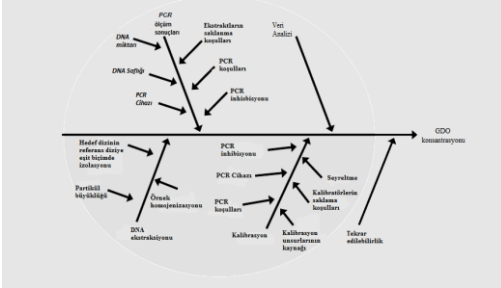 PCR
ölçüm
sonuçları
DNA
miktarı
Ekstraktların
saklanma
koşulları
Veri
Analizi
DNA Saflığı
PCR
koşulları
PCR
Cihazı
PCR
inhibisyonu
GDO
konsantrasyonu
Hedef dizinin
referans diziye
eşit biçimde
izolasyonu
PCR
inhibisyonu
PCR Cihazı
Seyreltme
Partikül
büyüklüğü
Örnek
homojenizasyonu
Kalibratörlerin
saklama
koşulları
PCR
koşulları
DNA
ekstraksiyonu
Kalibrasyon
Kalibrasyon
unsurlarının
kaynağı
Tekrar
edilebilirlik